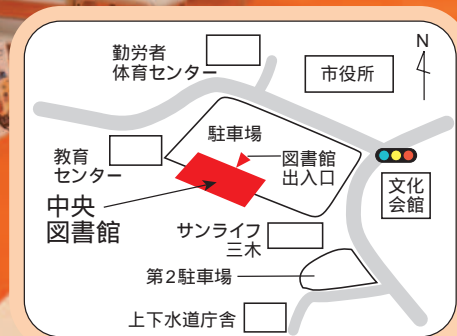 勤労者
体育センター
市役所
N
駐車場
教育
センター
図書館
出入口
文化
会館
中央
図書館
サンライフ
三木
第2駐車場
上下水道庁舎